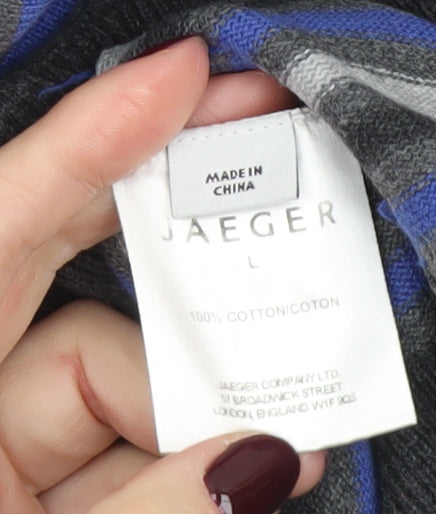 MADE IN
CHINA
JAEGER
L
100% COTTON/COTON
JAEGER COMPANY LTD.
57 BROADWICK STREET
LONDON, ENGLAND. W1F 9QS